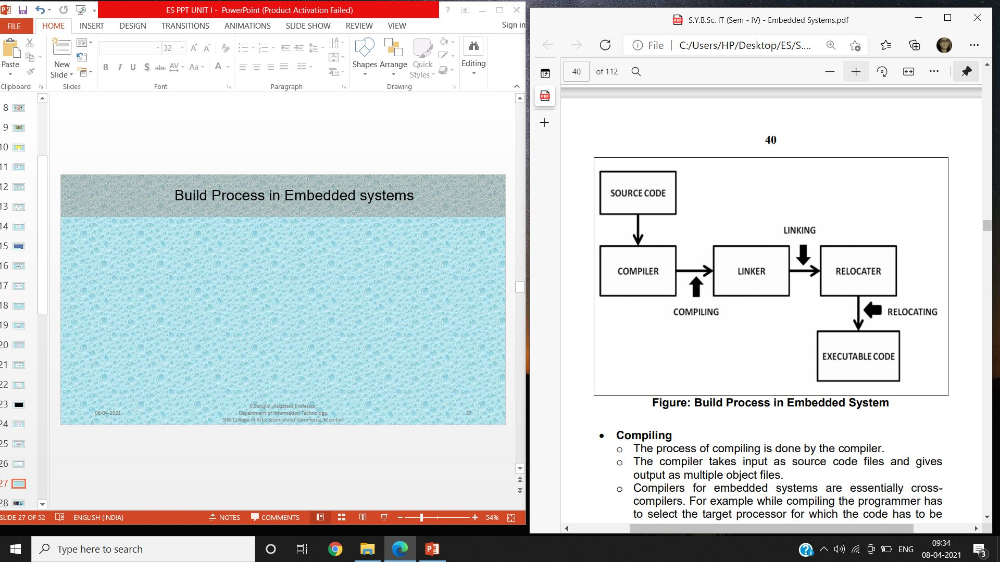 ES PPT UNIT I - PowerPoint (Product Activation Failed)
?
FILE
HOME
INSERT
DESIGN
TRANSITIONS
ANIMATIONS
SLIDE SHOW
REVIEW
VIEW
Sign in
Paste
New
Slide
32
B I U S abc AV Aa A
Shapes
Arrange
Quick
Styles
Editing
Clipboard
Slides
Font
Paragraph
Drawing
8
9
10
11
12
13
14
15
16
17
18
19
20
21
22
23
24
25
26
27
28
Build Process in Embedded systems
08-04-2021
K.Sarojini ,Assistant Professor,
Department of Information Technology,
SIES College of Arts, Science and Commerce, Mumbai.
27
SLIDE 27 OF 52
ENGLISH (INDIA)
NOTES
COMMENTS
54%
S.Y.B.Sc. IT (Sem - IV) - Embedded Systems.pdf
File
C:/Users/HP/Desktop/ES/S....
40 of 112
40
SOURCE CODE
LINKING
COMPILER
LINKER
RELOCATER
COMPILING
RELOCATING
EXECUTABLE CODE
Figure: Build Process in Embedded System
• Compiling
o The process of compiling is done by the compiler.
o The compiler takes input as source code files and gives
output as multiple object files.
o Compilers for embedded systems are essentially cross-
compilers. For example while compiling the programmer has
to select the target processor for which the code has to be
Type here to search
ENG
09:34
08-04-2021
3